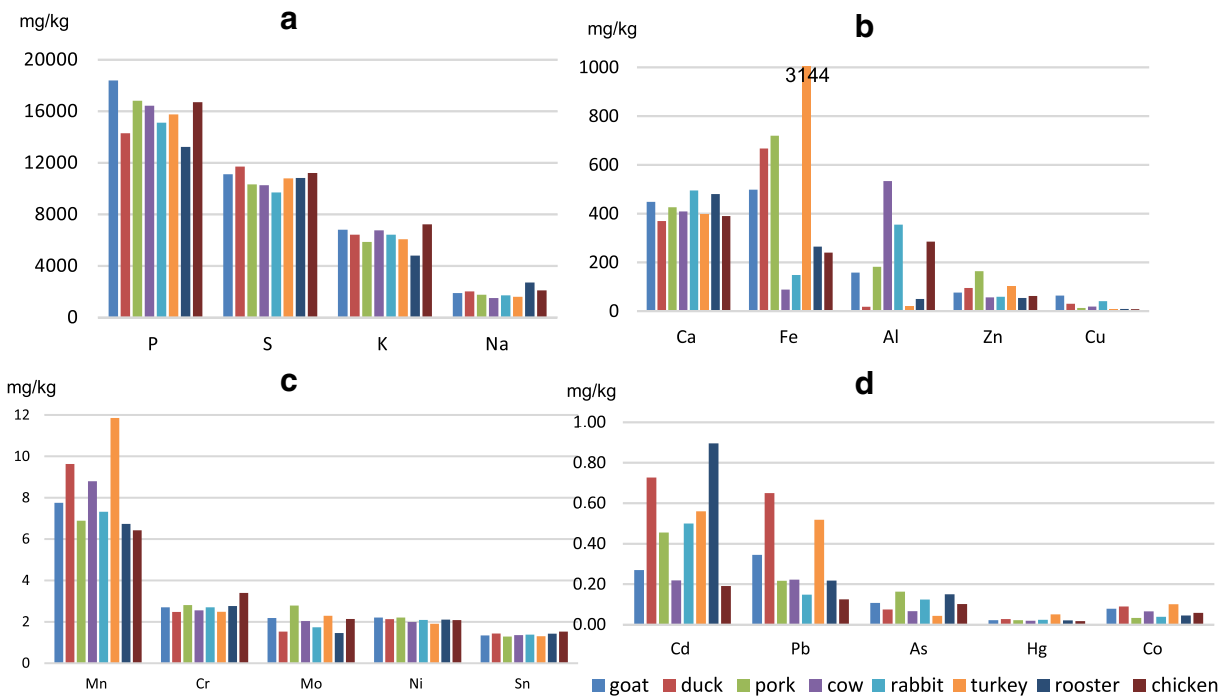 a
mg/kg
20000
16000
12000
8000
4000
0
P S K Na
b
mg/kg
1000
3144
800
600
400
200
0
Ca Fe Al Zn Cu
c
mg/kg
12
10
8
6
4
2
0
Mn Cr Mo Ni Sn
d
mg/kg
1.00
0.80
0.60
0.40
0.20
0.00
Cd Pb As Hg Co
goat duck pork cow rabbit turkey rooster chicken